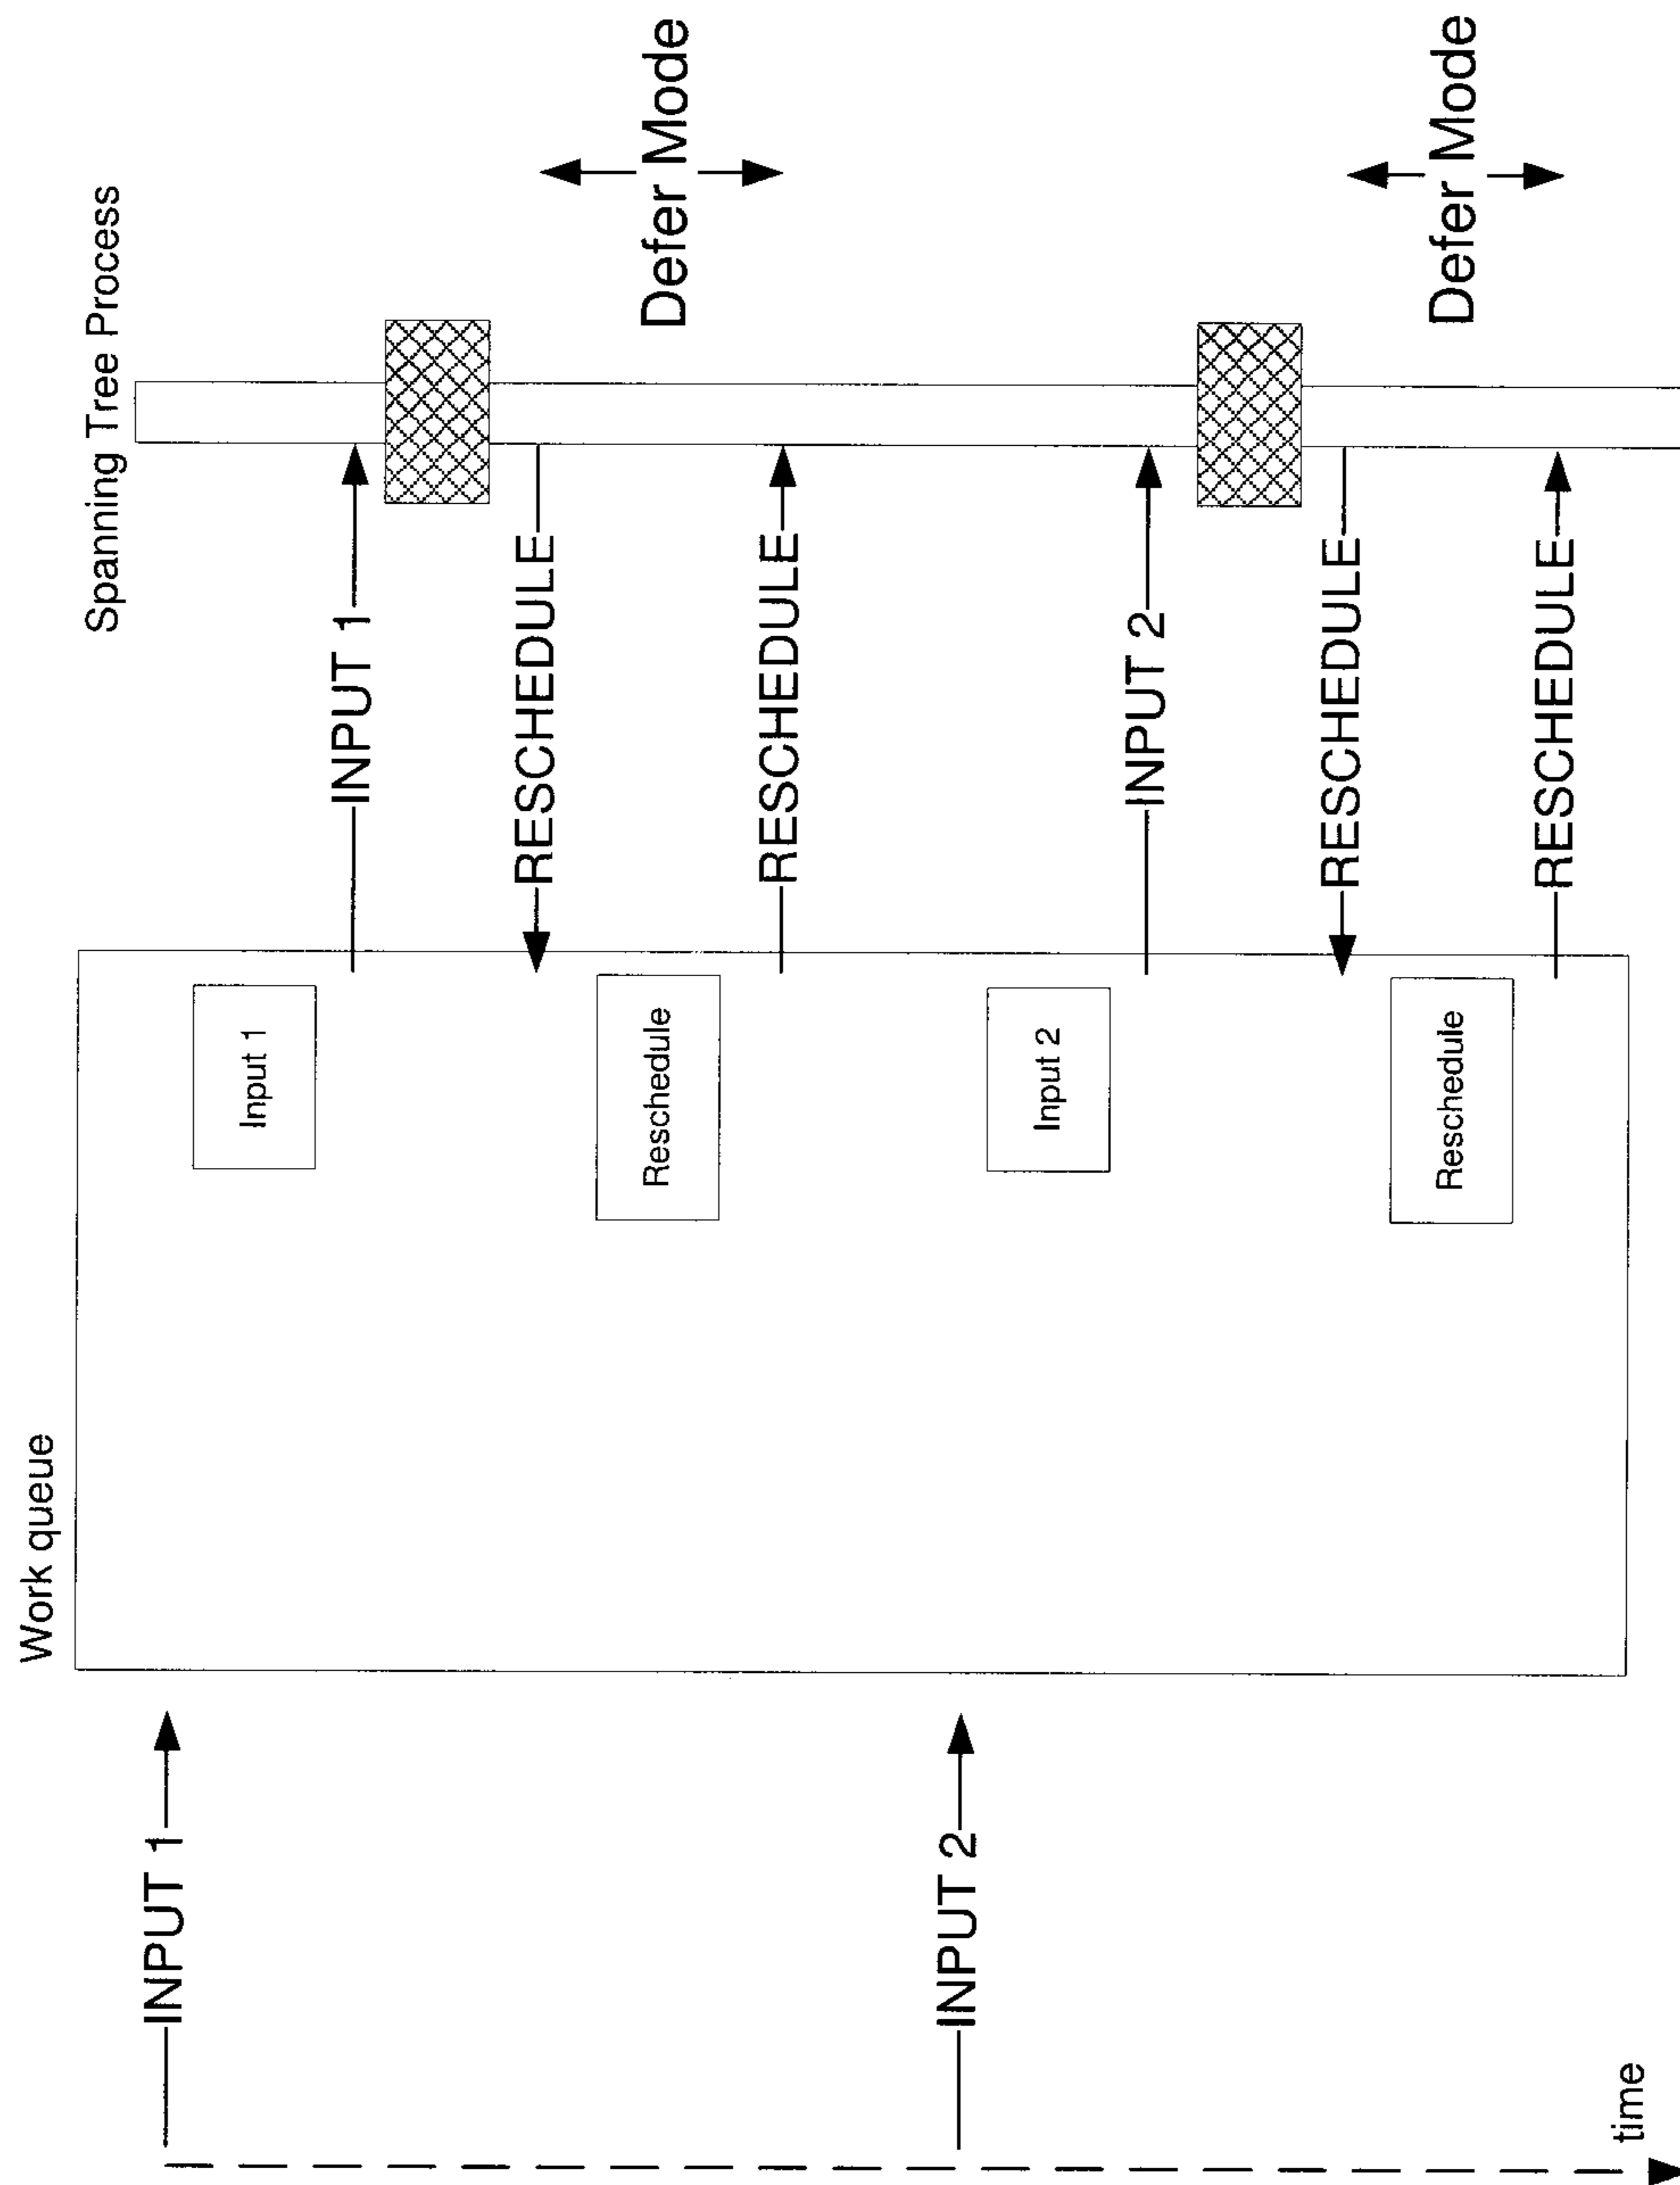 Work queue
Spanning Tree Process
INPUT 1
Input 1
INPUT 1
RESCHEDULE
Reschedule
Defer Mode
RESCHEDULE
INPUT 2
Input 2
INPUT 2
RESCHEDULE
Reschedule
Defer Mode
RESCHEDULE
time